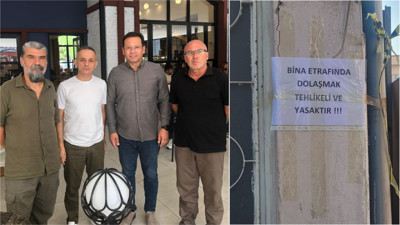 BİNA ETRAFINDA
DOLAŞMAK
TEHLİKELİ VE
YASAKTIR !!!